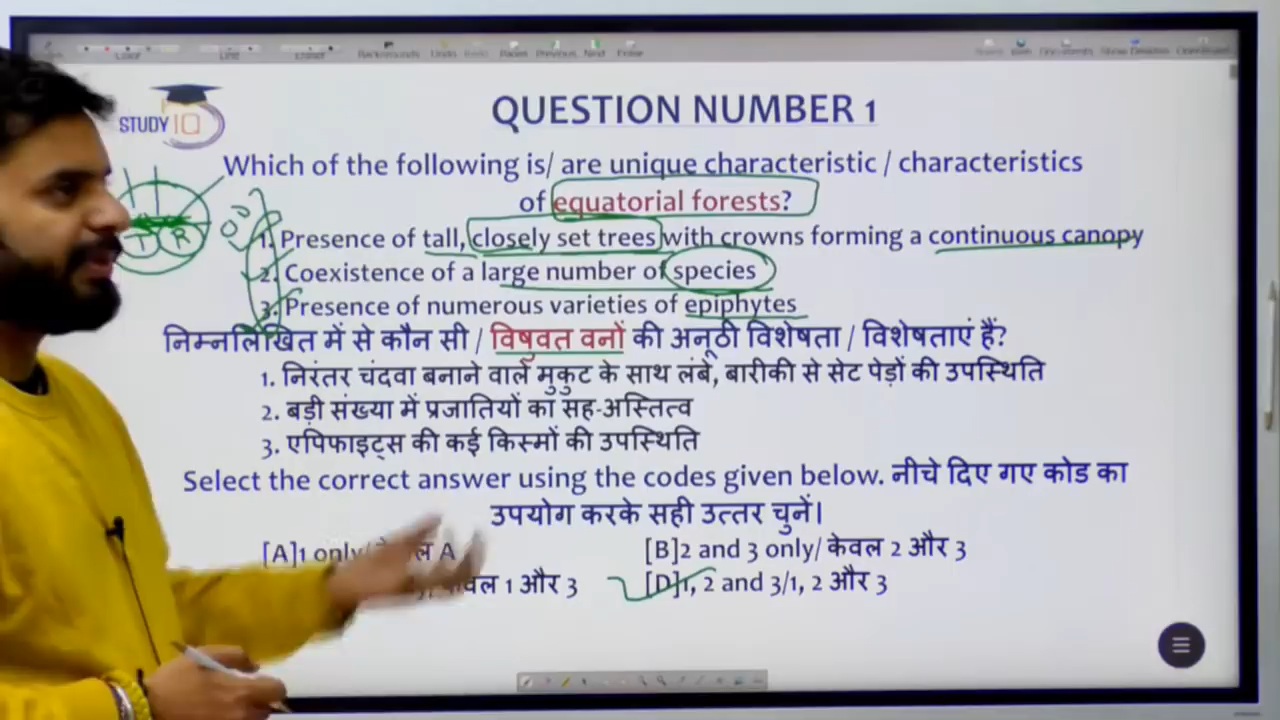 STUDY IQ
QUESTION NUMBER 1
Which of the following is/ are unique characteristic / characteristics
of equatorial forests?
1. Presence of tall, closely set trees with crowns forming a continuous canopy
2. Coexistence of a large number of species
3. Presence of numerous varieties of epiphytes
निम्नलिखित में से कौन सी / विषुवत वनों की अनूठी विशेषता / विशेषताएं हैं?
1. निरंतर चंदवा बनाने वाले मुकुट के साथ लंबे, बारीकी से सेट पेड़ों की उपस्थिति
2. बड़ी संख्या में प्रजातियों का सह-अस्तित्व
3. एपिफाइट्स की कई किस्मों की उपस्थिति
Select the correct answer using the codes given below. नीचे दिए गए कोड का
उपयोग करके सही उत्तर चुनें।
[A]1 only/ A
[B]2 and 3 only/ केवल 2 और 3
1 और 3
[D]1, 2 and 3/1, 2 और 3